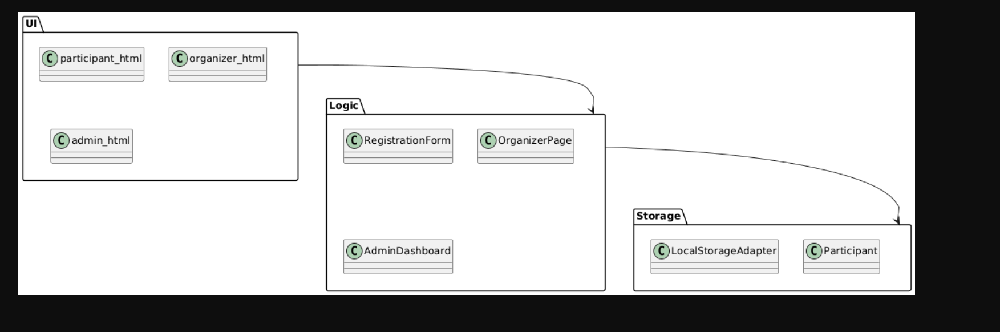 UI
C participant_html
C organizer_html
C admin_html
Logic
C RegistrationForm
C OrganizerPage
C AdminDashboard
Storage
C LocalStorageAdapter
C Participant